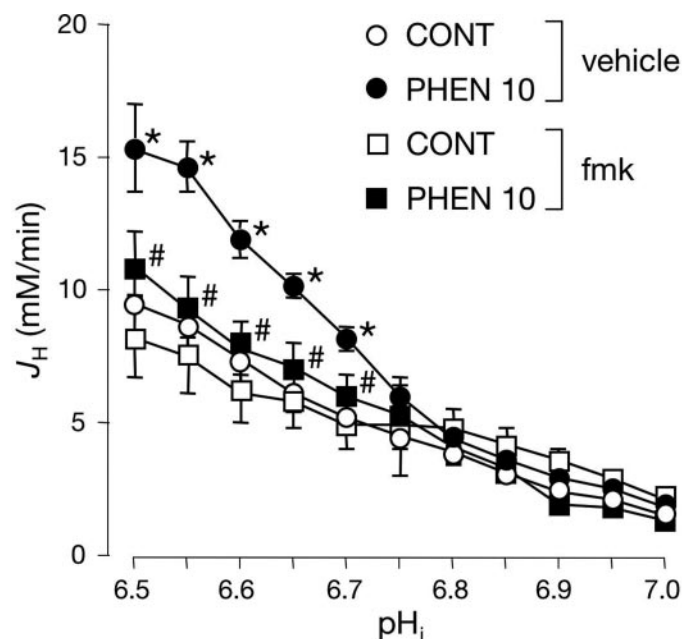 20
CONT
vehicle
PHEN 10
15
CONT
fmk
PHEN 10
* * * * *
# # # # #
10
J_H (mM/min)
5
0
6.5 6.6 6.7 6.8 6.9 7.0
pH_i